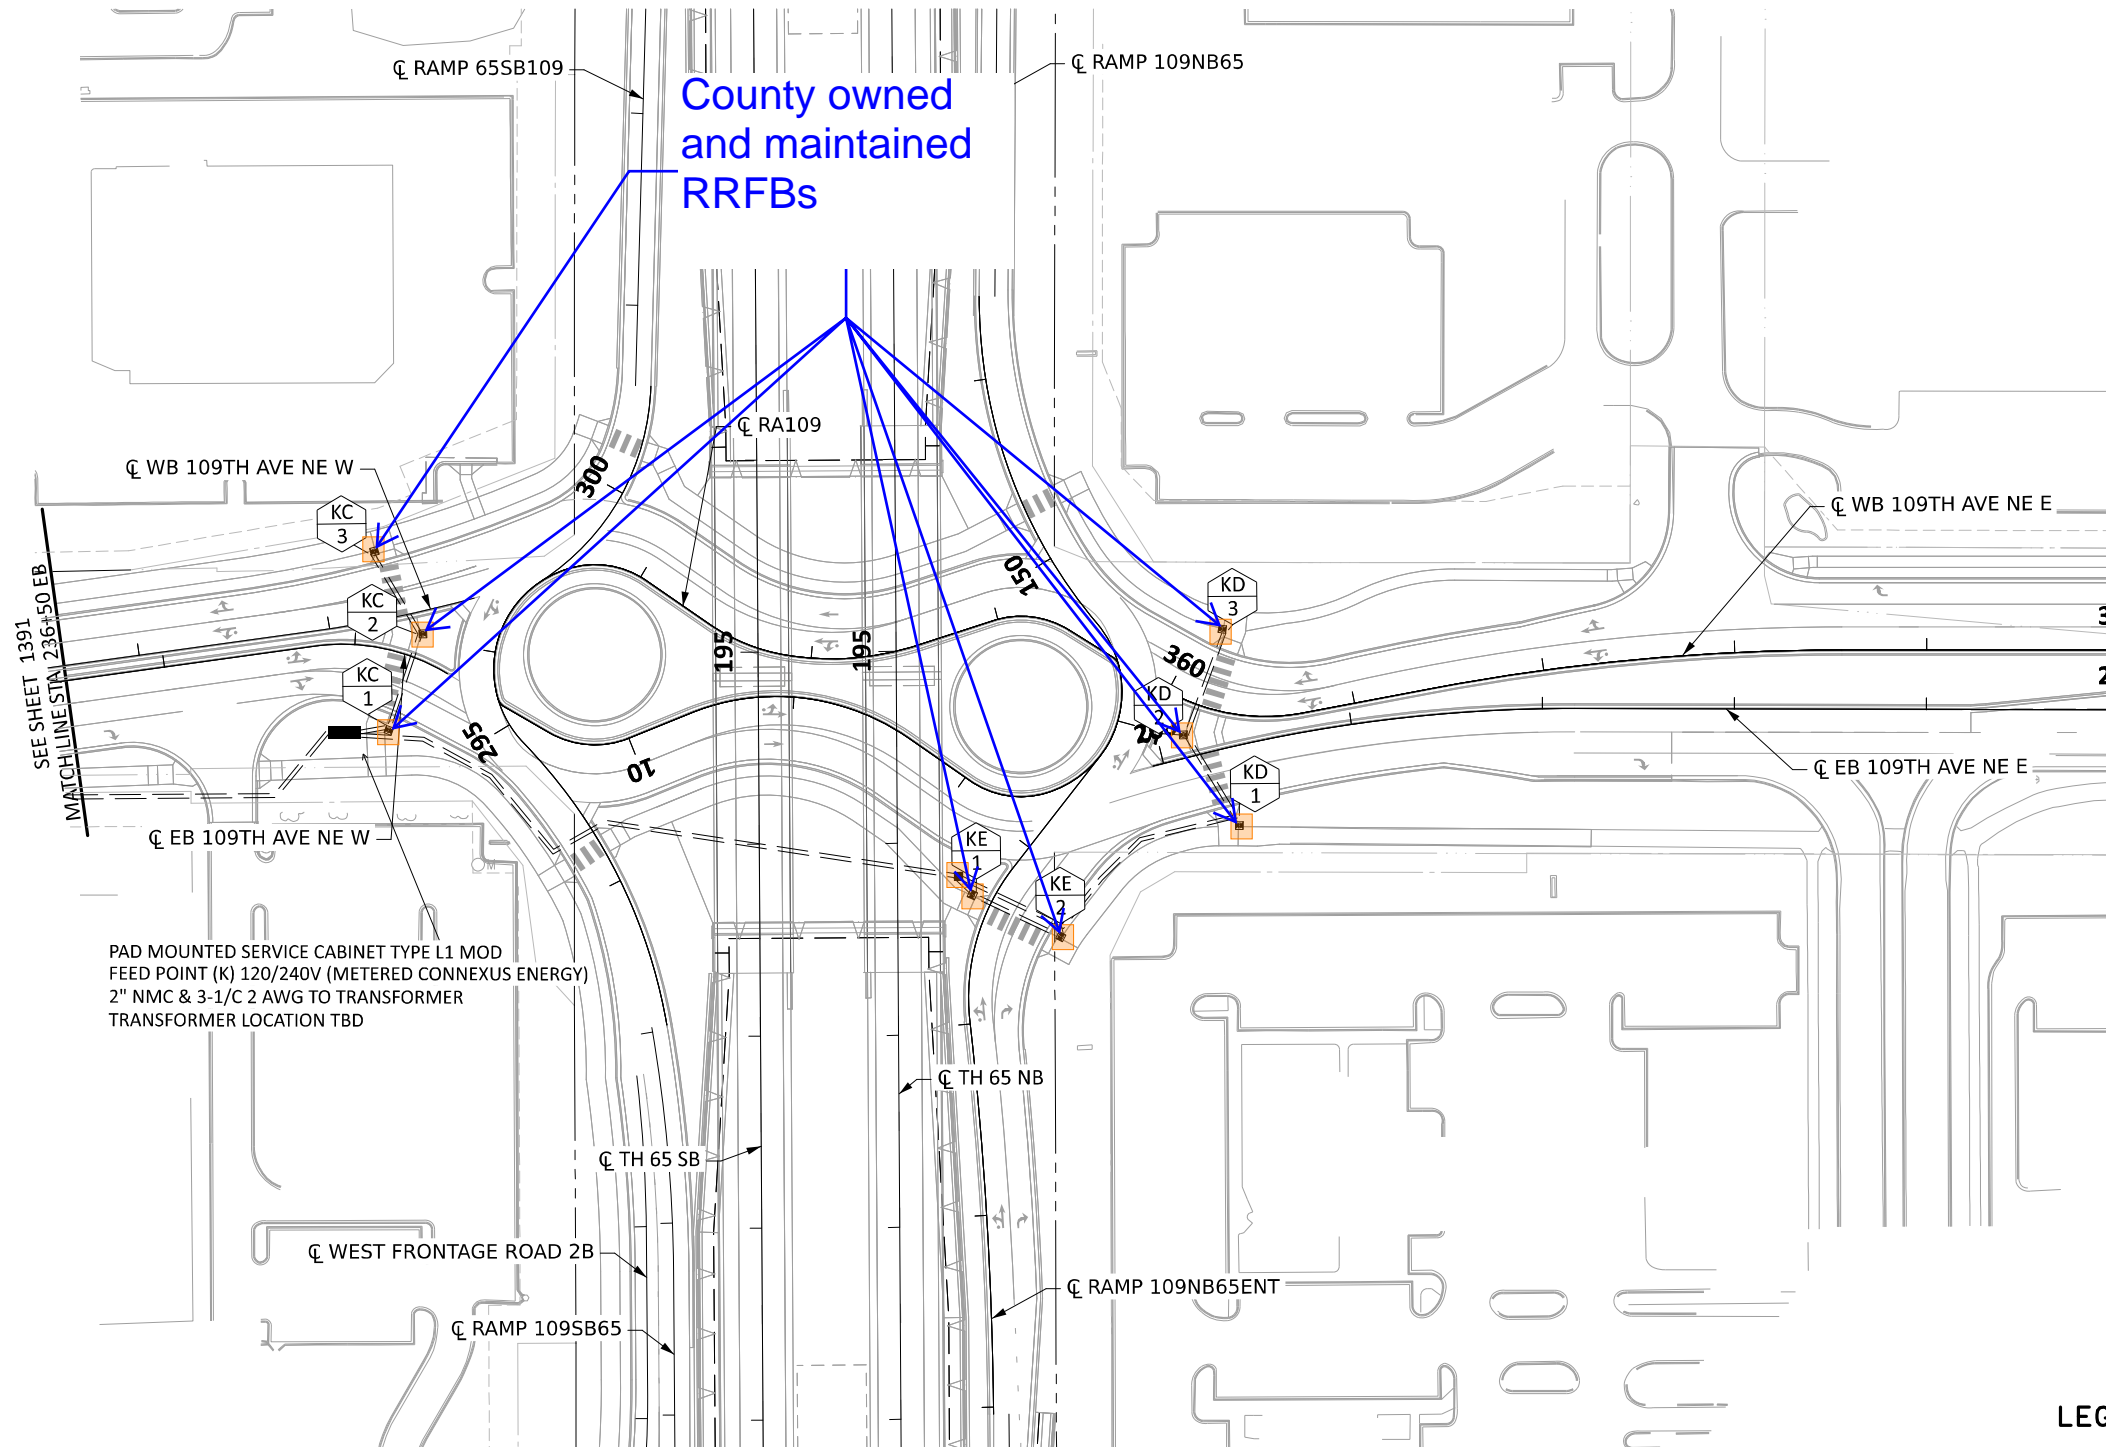 ℄ RAMP 65SB109
℄ RAMP 109NB65
County owned
and maintained
RRFBs
℄ RA109
℄ WB 109TH AVE NE W
300
℄ WB 109TH AVE NE E
KC
3
150
KD
3
KC
2
SEE SHEET 1391
MATCHLINE STA 236+50 EB
195
195
360
KC
1
KD
2
3
2
295
10
KD
1
℄ EB 109TH AVE NE E
℄ EB 109TH AVE NE W
KE
1
KE
2
PAD MOUNTED SERVICE CABINET TYPE L1 MOD
FEED POINT (K) 120/240V (METERED CONNEXUS ENERGY)
2" NMC & 3-1/C 2 AWG TO TRANSFORMER
TRANSFORMER LOCATION TBD
℄ TH 65 NB
℄ TH 65 SB
℄ WEST FRONTAGE ROAD 2B
℄ RAMP 109NB65ENT
℄ RAMP 109SB65
LEG